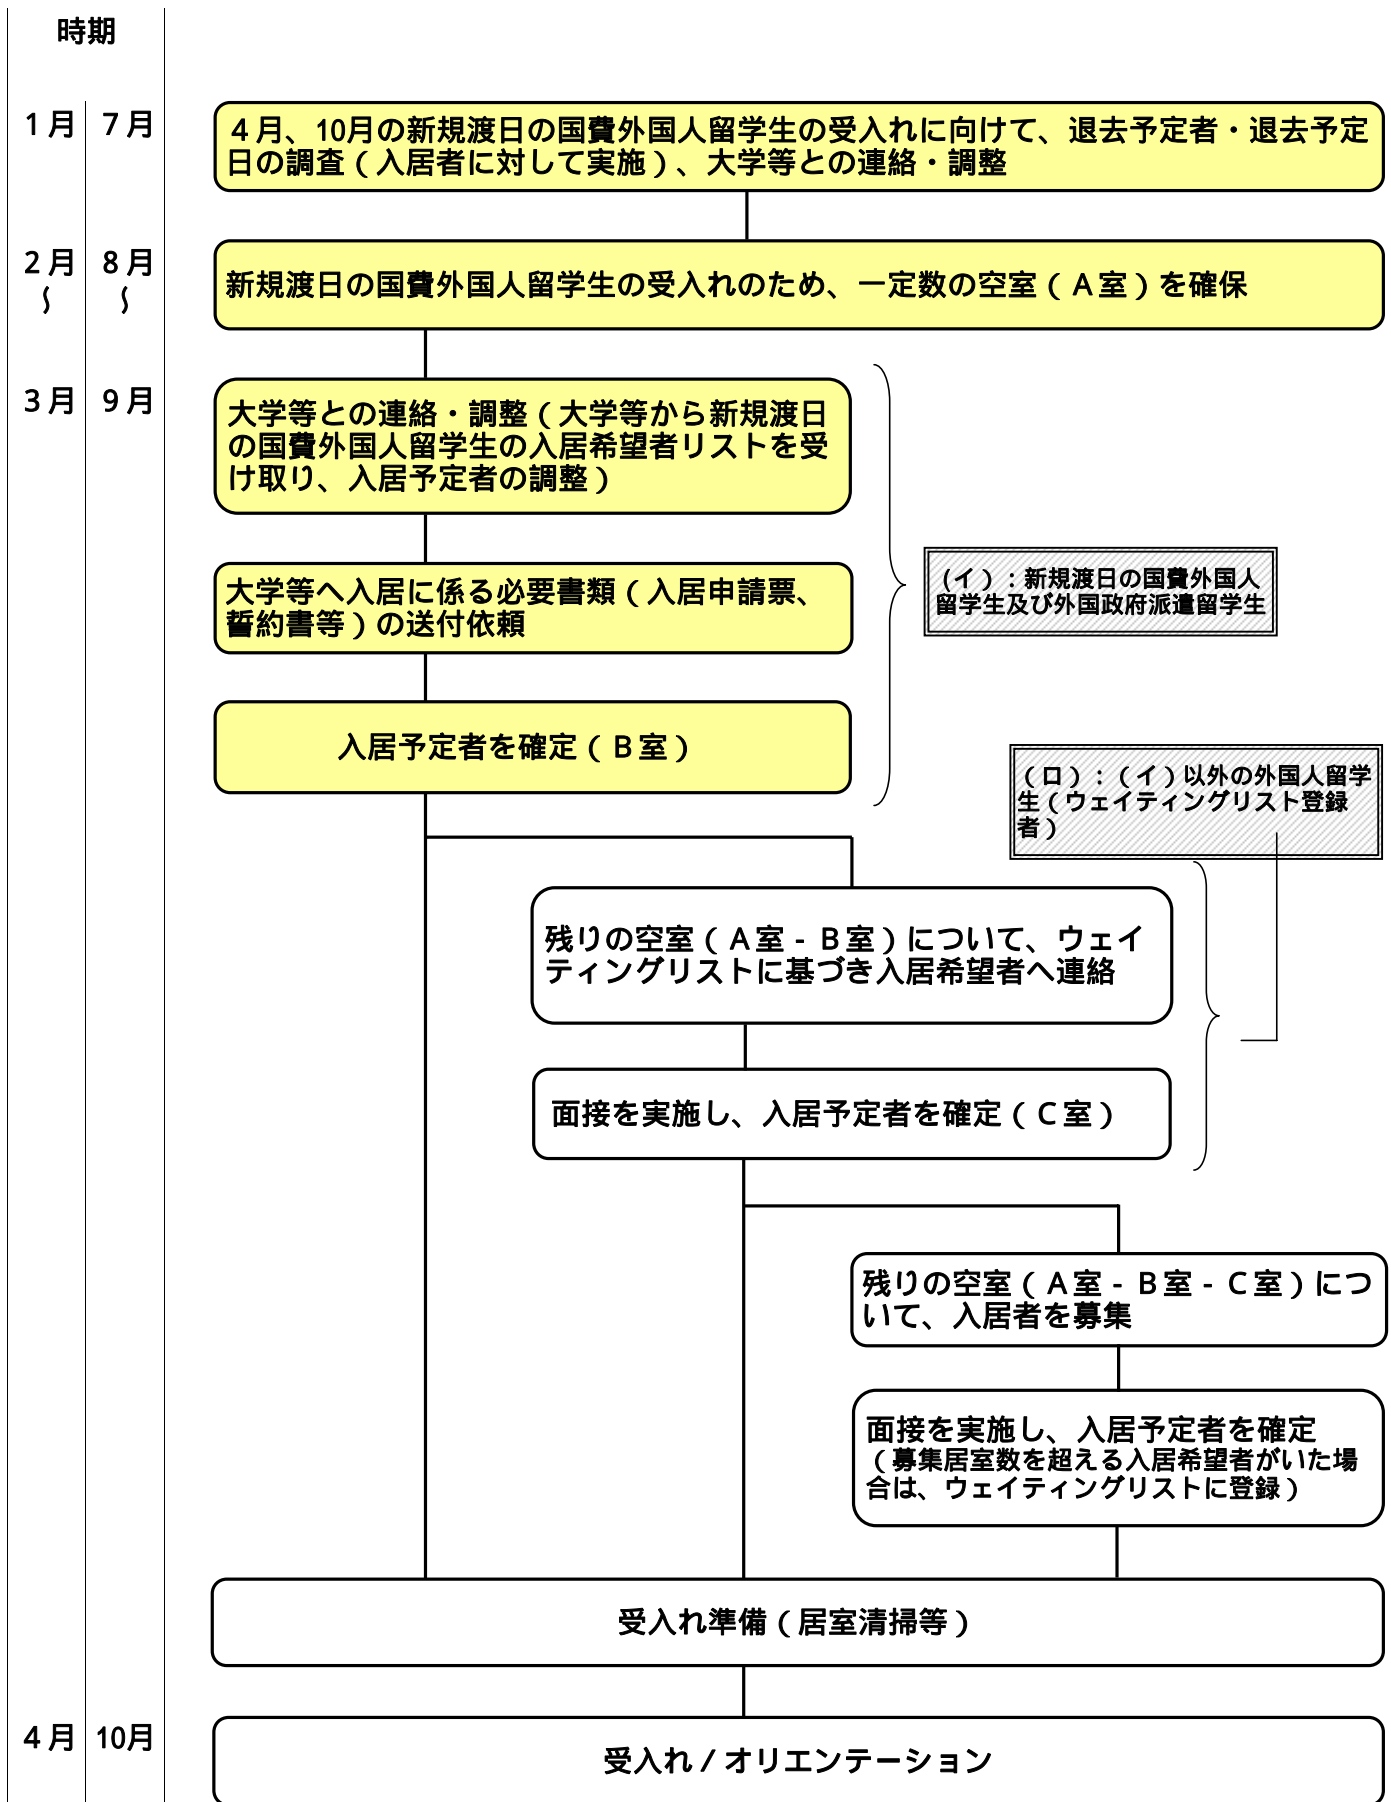 時期
1月 7月
４月、10月の新規渡日の国費外国人留学生の受入れに向けて、退去予定者・退去予定
日の調査（入居者に対して実施）、大学等との連絡・調整
2月 8月
～ ～
新規渡日の国費外国人留学生の受入れのため、一定数の空室（Ａ室）を確保
3月 9月
大学等との連絡・調整（大学等から新規渡日
の国費外国人留学生の入居希望者リストを受
け取り、入居予定者の調整）
（イ）：新規渡日の国費外国人
留学生及び外国政府派遣留学生
大学等へ入居に係る必要書類（入居申請票、
誓約書等）の送付依頼
入居予定者を確定（Ｂ室）
（ロ）：（イ）以外の外国人留学
生（ウェイティングリスト登録
者）
残りの空室（Ａ室‐Ｂ室）について、ウェイ
ティングリストに基づき入居希望者へ連絡
面接を実施し、入居予定者を確定（Ｃ室）
残りの空室（Ａ室‐Ｂ室‐Ｃ室）につ
いて、入居者を募集
面接を実施し、入居予定者を確定
（募集居室数を超える入居希望者がいた場
合は、ウェイティングリストに登録）
受入れ準備（居室清掃等）
4月 10月
受入れ／オリエンテーション